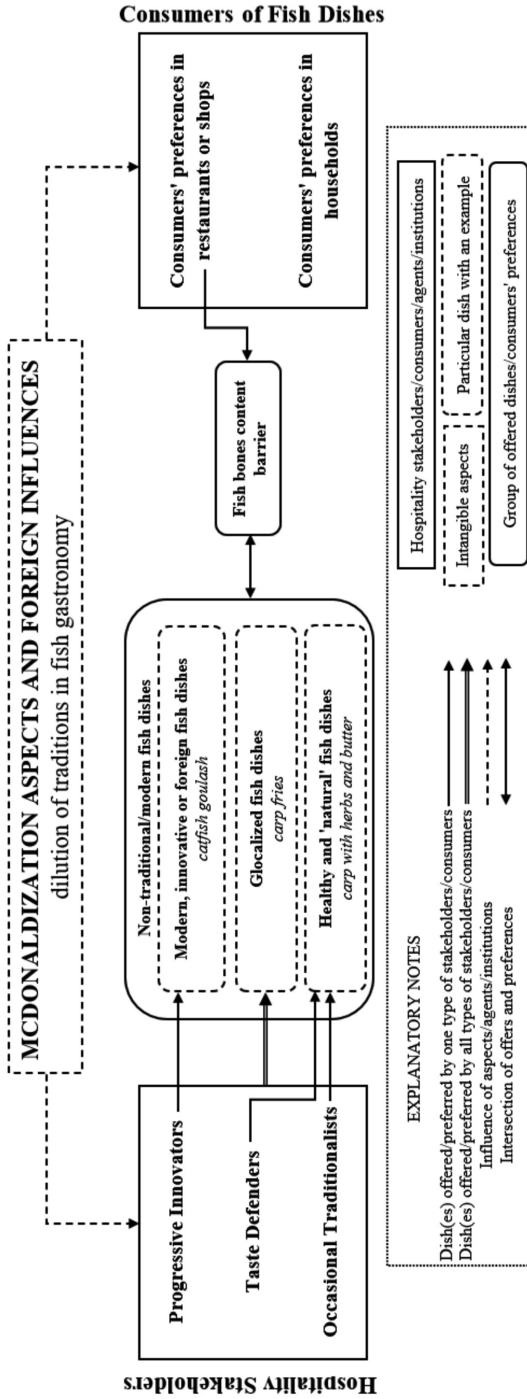 MCDONALDIZATION ASPECTS AND FOREIGN INFLUENCES
dilution of traditions in fish gastronomy
Hospitality Stakeholders
Progressive Innovators
Taste Defenders
Occasional Traditionalists
Non-traditional/modern fish dishes
Modern, innovative or foreign fish dishes
catfish goulash
Glocalized fish dishes
carp fries
Healthy and 'natural' fish dishes
carp with herbs and butter
Fish bones content
barrier
Consumers of Fish Dishes
Consumers' preferences in
restaurants or shops
Consumers' preferences in
households
EXPLANATORY NOTES
Dish(es) offered/preferred by one type of stakeholders/consumers
Dish(es) offered/preferred by all types of stakeholders/consumers
Influence of aspects/agents/institutions
Intersection of offers and preferences
Hospitality stakeholders/consumers/agents/institutions
Intangible aspects
Particular dish with an example
Group of offered dishes/consumers' preferences